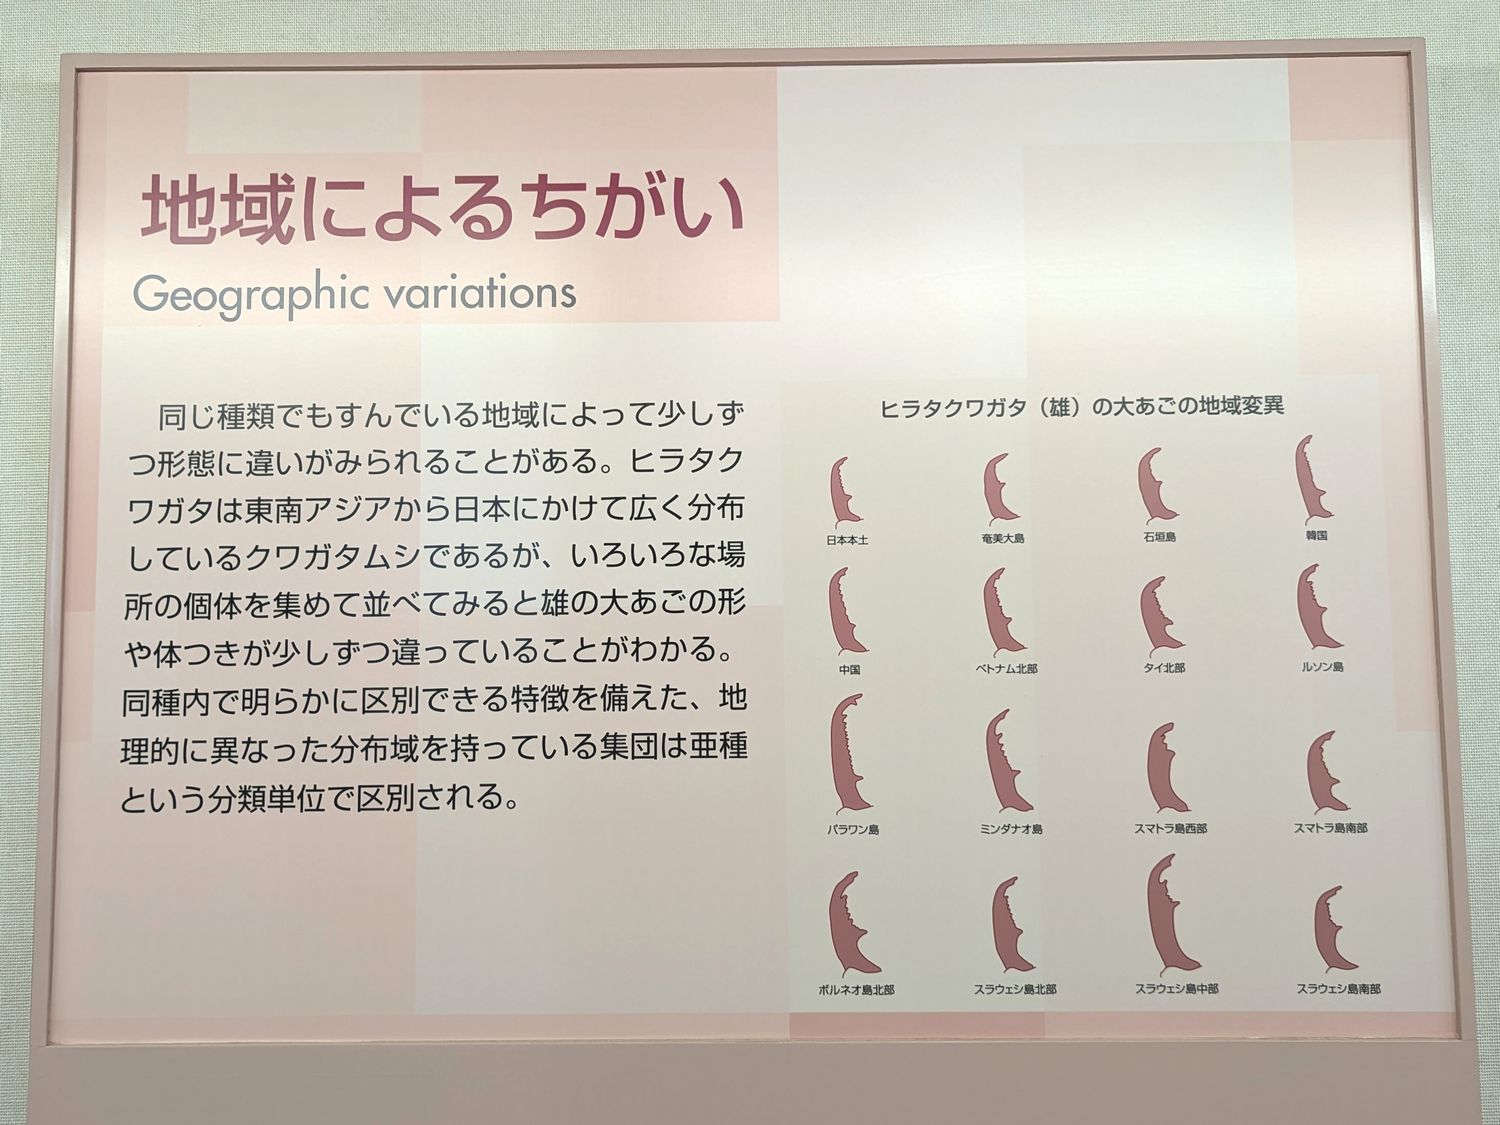 地域によるちがい
Geographic variations
同じ種類でもすんでいる地域によって少しず
つ形態に違いがみられることがある。ヒラタク
ワガタは東南アジアから日本にかけて広く分布
しているクワガタムシであるが、いろいろな場
所の個体を集めて並べてみると雄の大あごの形
や体つきが少しずつ違っていることがわかる。
同種内で明らかに区別できる特徴を備えた、地
理的に異なった分布域を持っている集団は亜種
という分類単位で区別される。
ヒラタクワガタ（雄）の大あごの地域変異
日本本土
奄美大島
石垣島
韓国
中国
ベトナム北部
タイ北部
ルソン島
パラワン島
ミンダナオ島
スマトラ島西部
スマトラ島南部
ボルネオ島北部
スラウェシ島北部
スラウェシ島中部
スラウェシ島南部